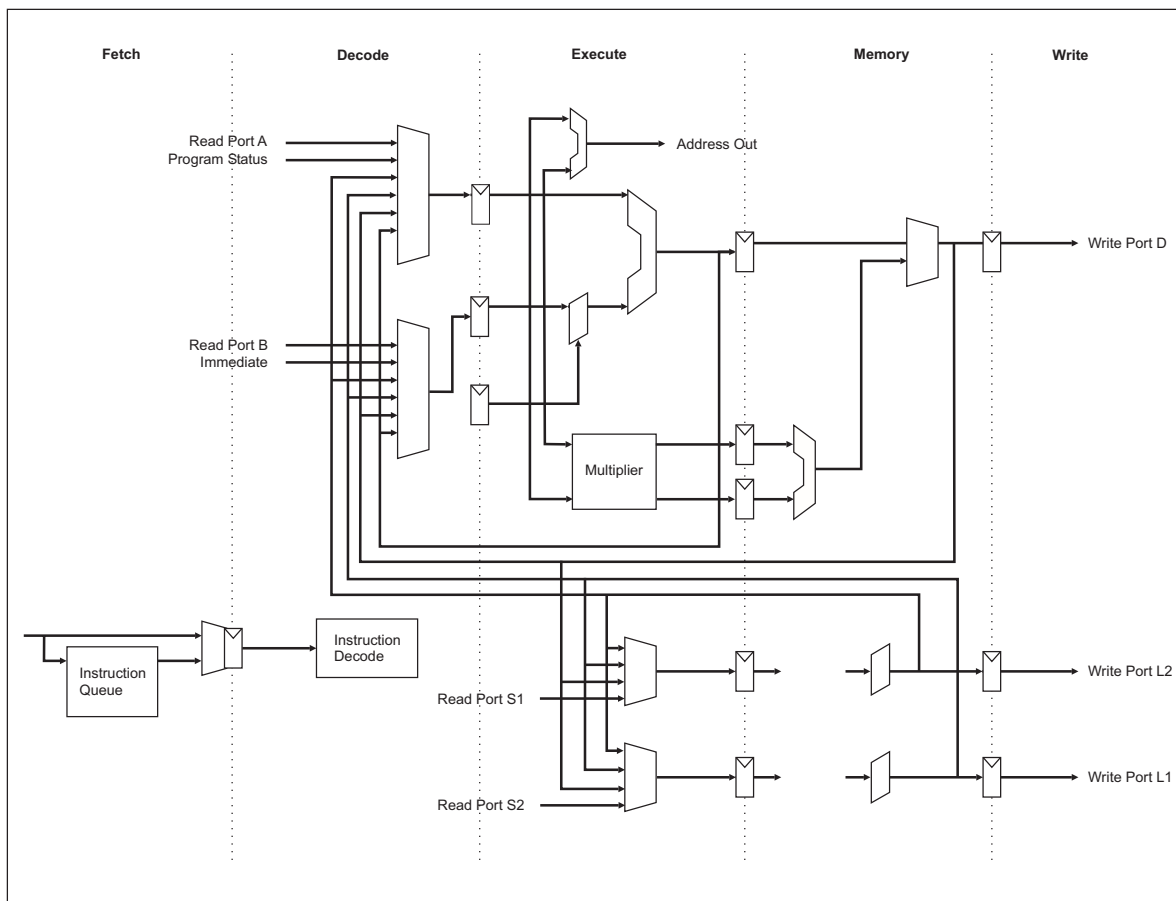 Fetch
Decode
Execute
Memory
Write
Read Port A
Program Status
Address Out
Write Port D
Read Port B
Immediate
Multiplier
Instruction
Queue
Instruction
Decode
Read Port S1
Write Port L2
Read Port S2
Write Port L1